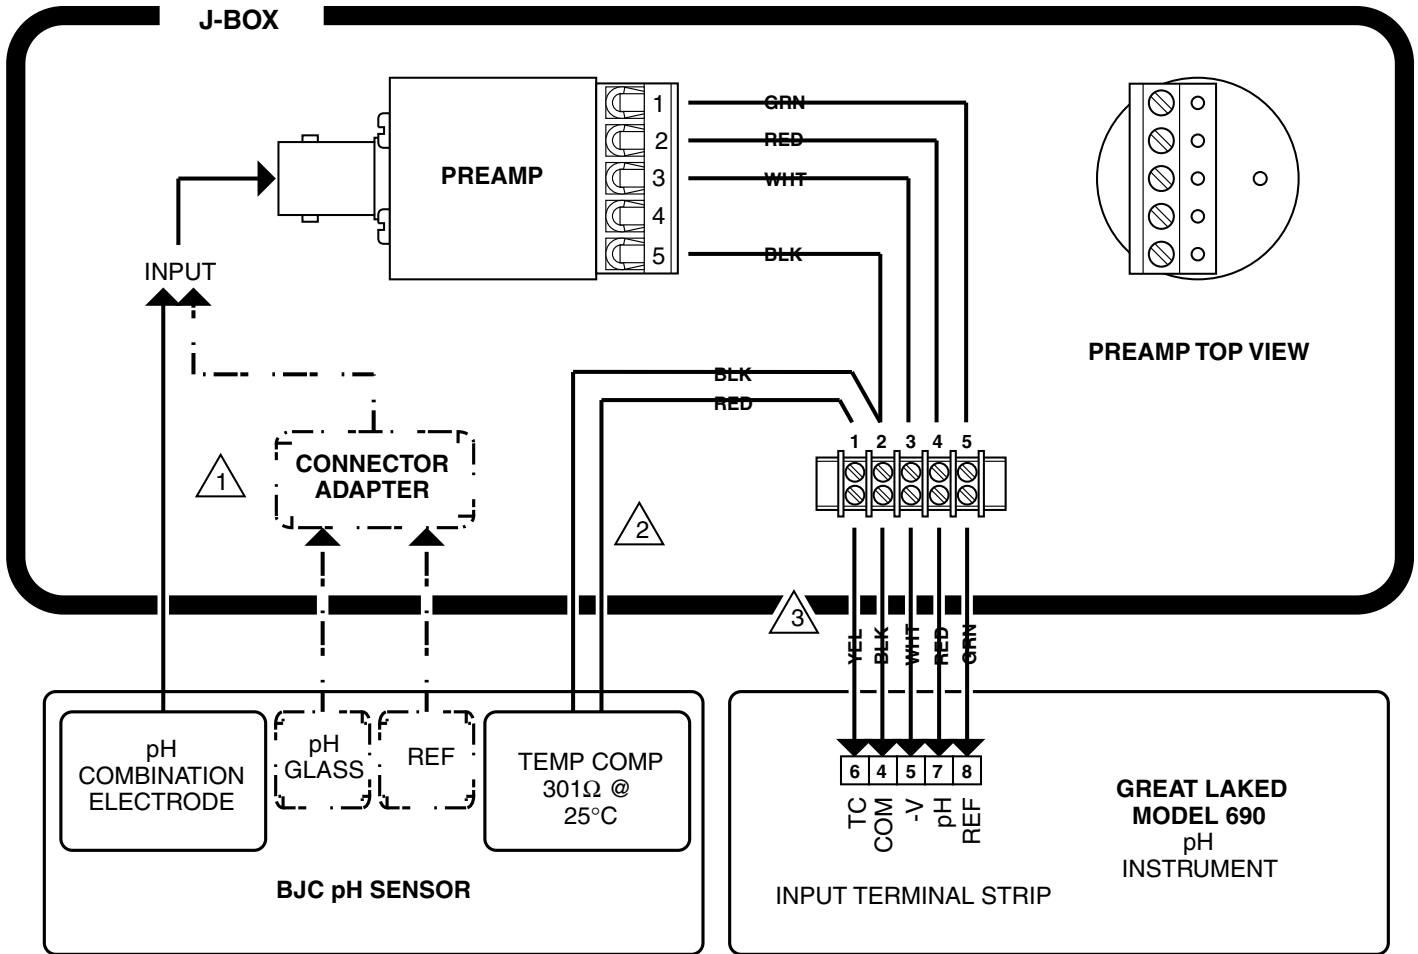 J-BOX
PREAMP
1
2
3
4
5
GRN
RED
WHT
BLK
PREAMP TOP VIEW
INPUT
BLK
RED
1 2 3 4 5
1
CONNECTOR
ADAPTER
2
3
YEL
BLK
WHT
RED
GRN
pH
COMBINATION
ELECTRODE
pH
GLASS
REF
TEMP COMP
301Ω @
25°C
BJC pH SENSOR
6 4 5 7 8
TC
COM
-V
pH
REF
INPUT TERMINAL STRIP
GREAT LAKED
MODEL 690
pH
INSTRUMENT